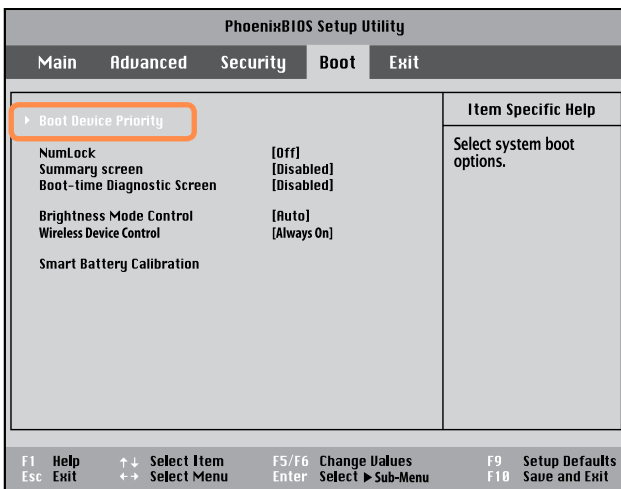 PhoenixBIOS Setup Utility
Main Advanced Security Boot Exit
▶ Boot Device Priority
NumLock [Off]
Summary screen [Disabled]
Boot-time Diagnostic Screen [Disabled]
Brightness Mode Control [Auto]
Wireless Device Control [Always On]
Smart Battery Calibration
Item Specific Help
Select system boot
options.
F1 Help ↑↓ Select Item F5/F6 Change Values F9 Setup Defaults
Esc Exit ←→ Select Menu Enter Select ▶ Sub-Menu F10 Save and Exit